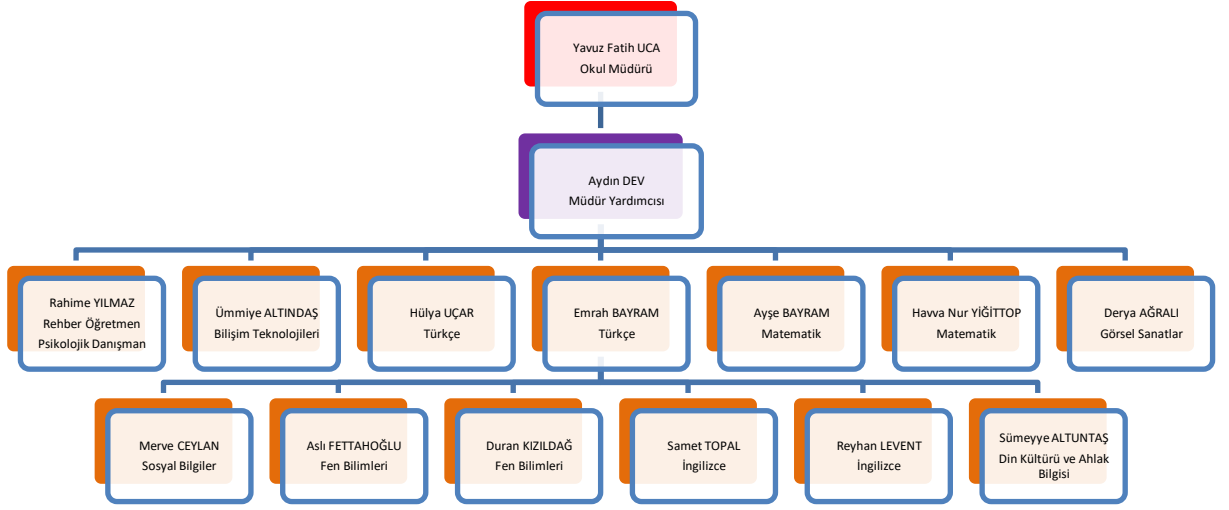 Yavuz Fatih UCA
Okul Müdürü
Aydın DEV
Müdür Yardımcısı
Rahime YILMAZ
Rehber Öğretmen
Psikolojik Danışman
Ümmiye ALTINDAŞ
Bilişim Teknolojileri
Hülya UÇAR
Türkçe
Emrah BAYRAM
Türkçe
Ayşe BAYRAM
Matematik
Havva Nur YİĞİTTOP
Matematik
Derya AĞRALI
Görsel Sanatlar
Merve CEYLAN
Sosyal Bilgiler
Aslı FETTAHOĞLU
Fen Bilimleri
Duran KIZILDAĞ
Fen Bilimleri
Samet TOPAL
İngilizce
Reyhan LEVENT
İngilizce
Sümeyye ALTUNTAŞ
Din Kültürü ve Ahlak
Bilgisi